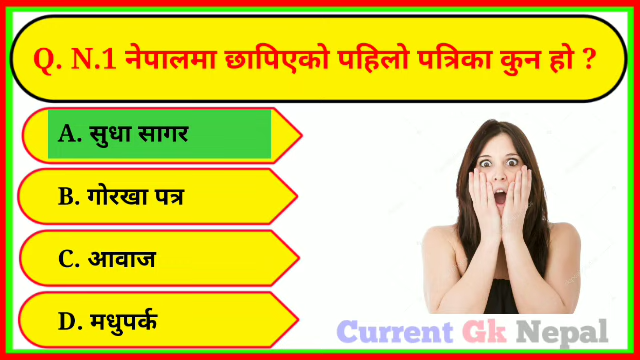 Q. N.1 नेपालमा छापिएको पहिलो पत्रिका कुन हो ?
A. सुधा सागर
B. गोरखा पत्र
C. आवाज
D. मधुपर्क
Current Gk Nepal